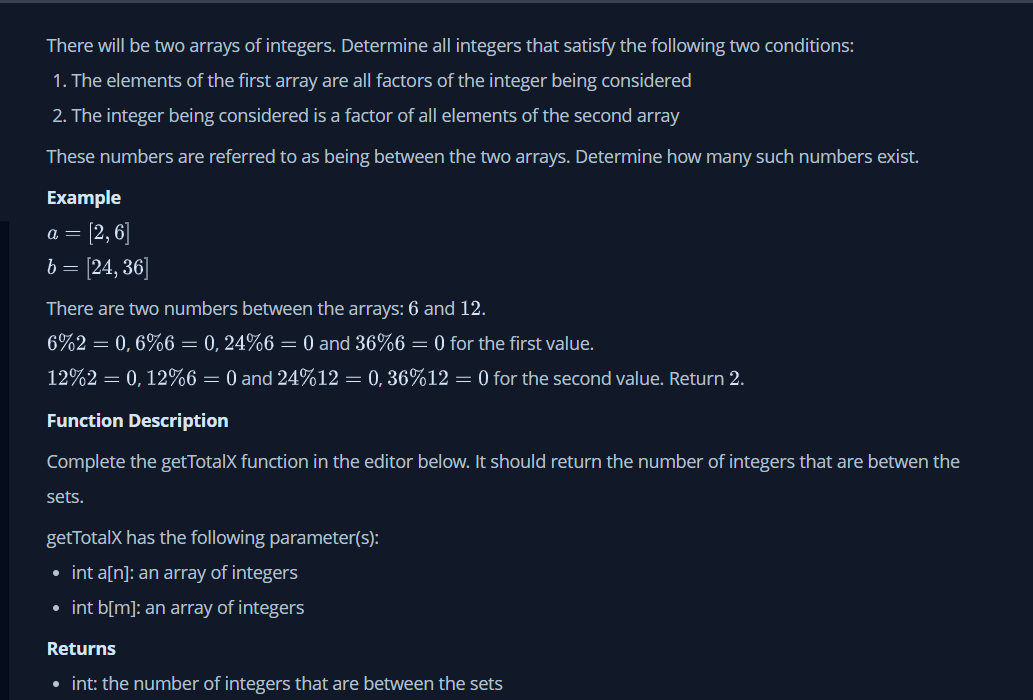 There will be two arrays of integers. Determine all integers that satisfy the following two conditions:
1. The elements of the first array are all factors of the integer being considered
2. The integer being considered is a factor of all elements of the second array
These numbers are referred to as being between the two arrays. Determine how many such numbers exist.
Example
a = [2, 6]
b = [24, 36]
There are two numbers between the arrays: 6 and 12.
6%2 = 0, 6%6 = 0, 24%6 = 0 and 36%6 = 0 for the first value.
12%2 = 0, 12%6 = 0 and 24%12 = 0, 36%12 = 0 for the second value. Return 2.
Function Description
Complete the getTotalX function in the editor below. It should return the number of integers that are betwen the
sets.
getTotalX has the following parameter(s):
• int a[n]: an array of integers
• int b[m]: an array of integers
Returns
• int: the number of integers that are between the sets